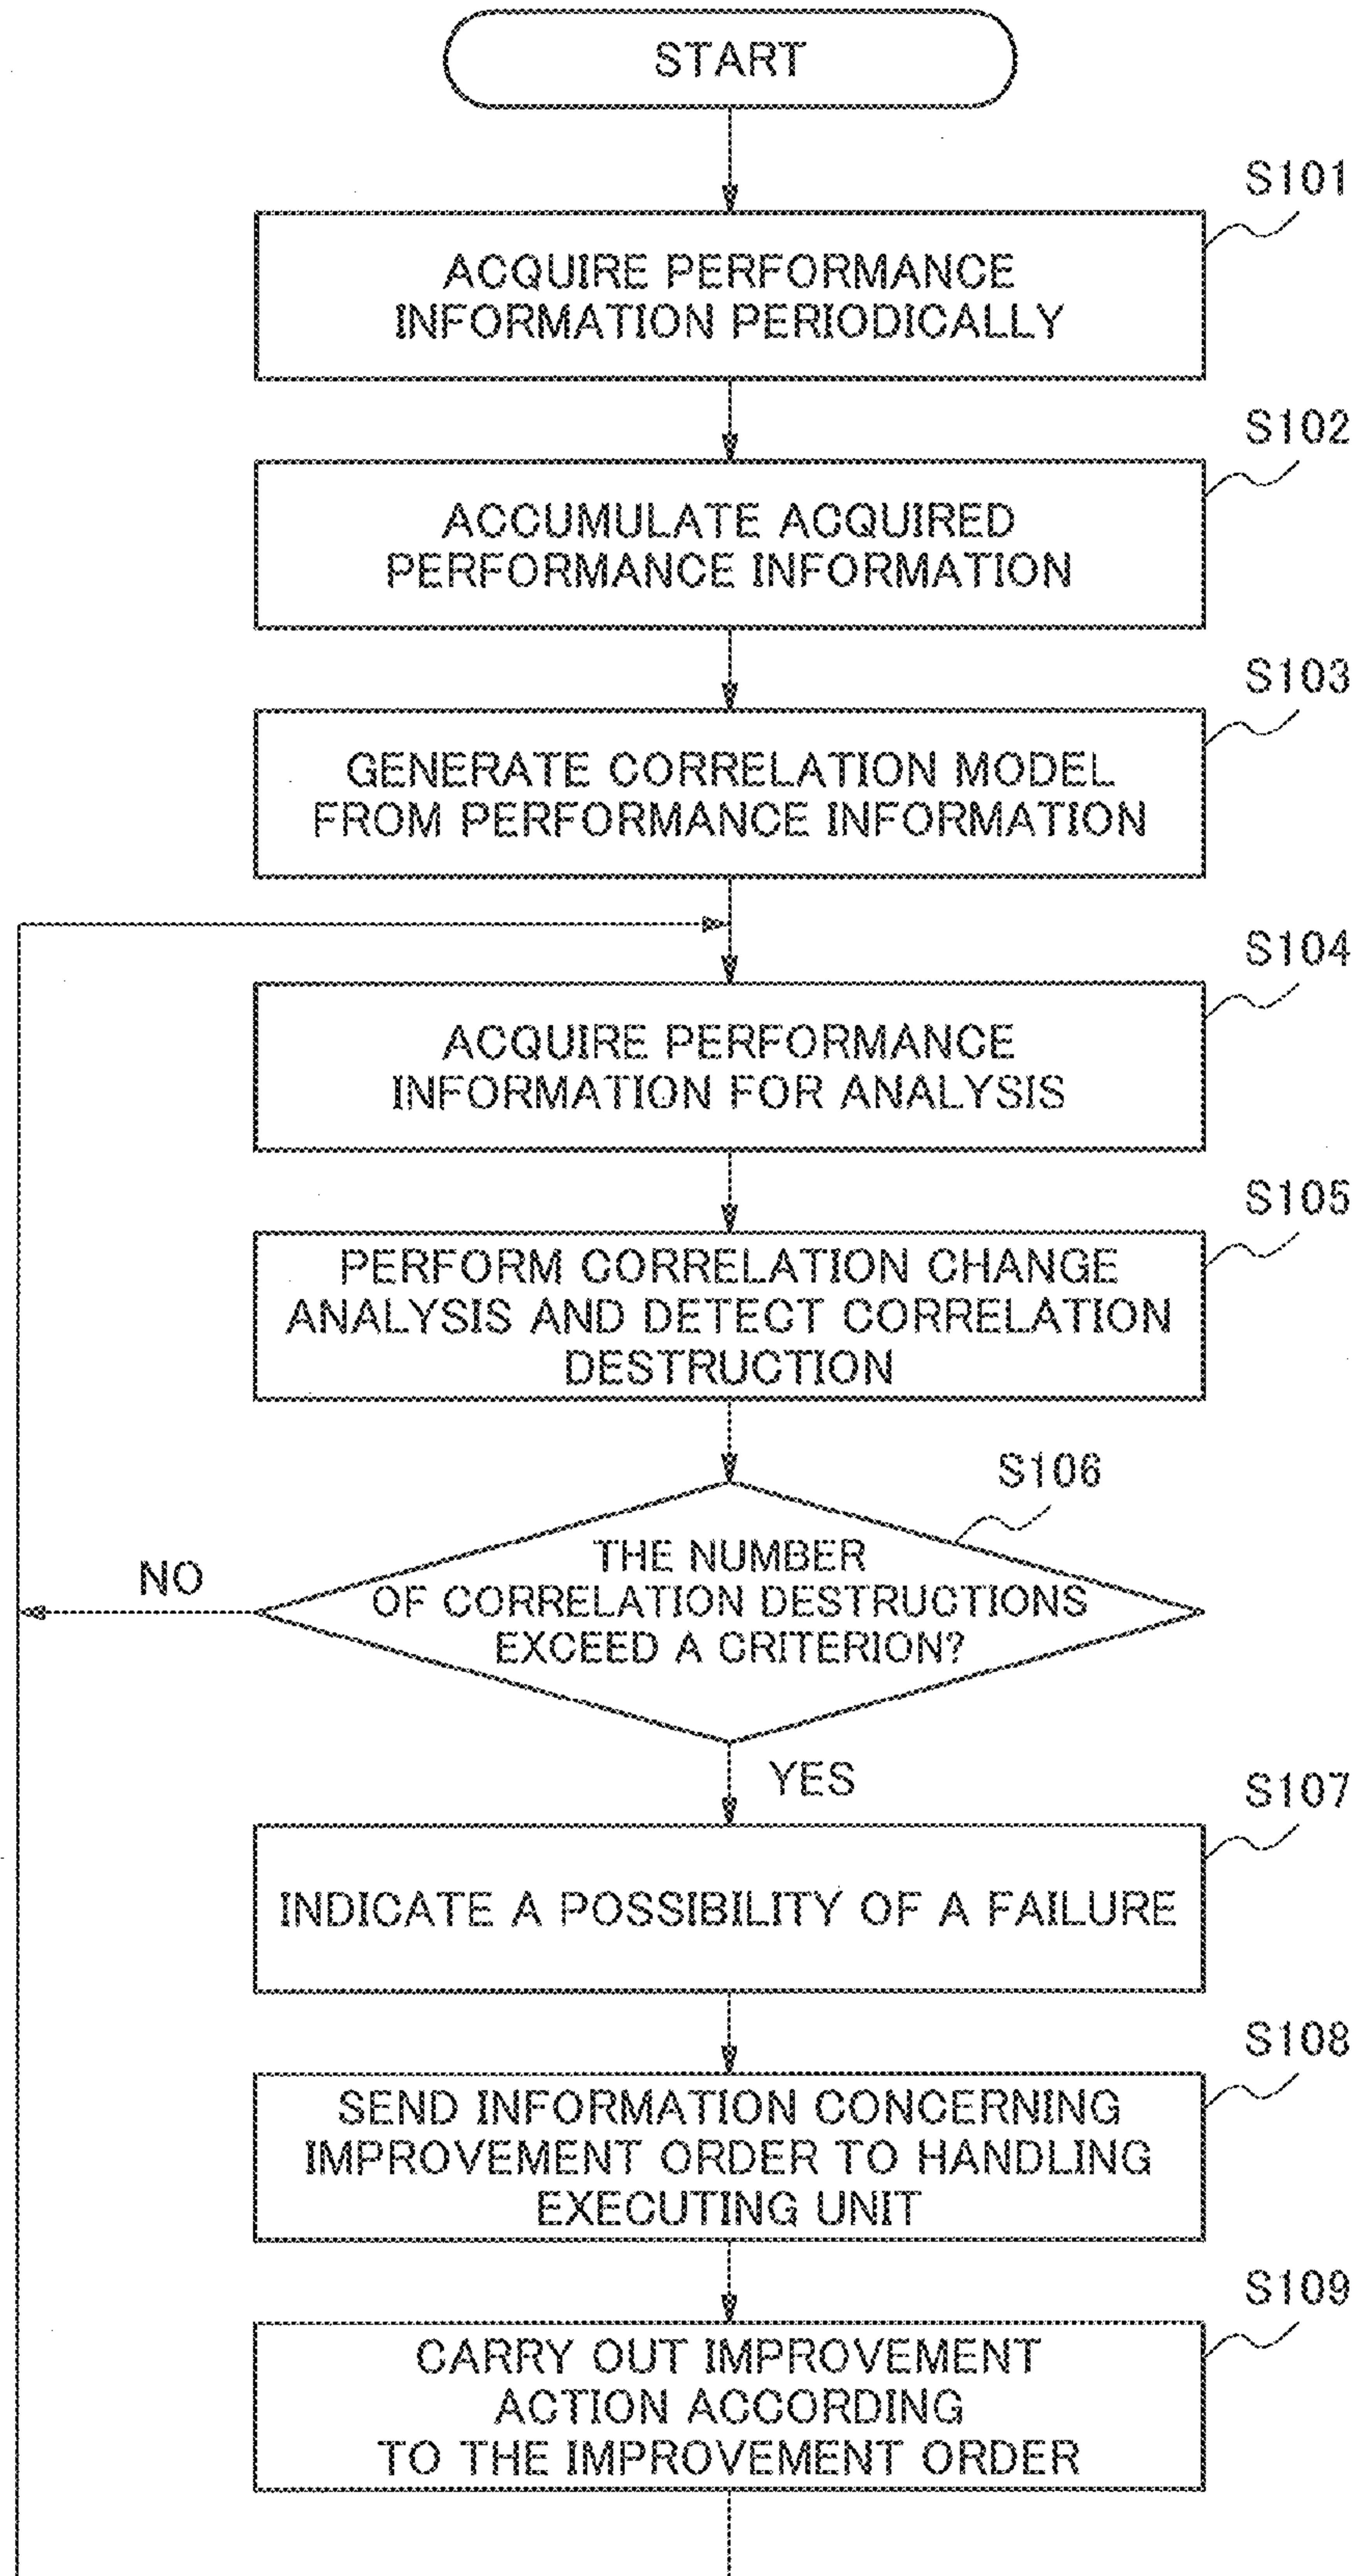 START
S101
ACQUIRE PERFORMANCE
INFORMATION PERIODICALLY
S102
ACCUMULATE ACQUIRED
PERFORMANCE INFORMATION
S103
GENERATE CORRELATION MODEL
FROM PERFORMANCE INFORMATION
S104
ACQUIRE PERFORMANCE
INFORMATION FOR ANALYSIS
S105
PERFORM CORRELATION CHANGE
ANALYSIS AND DETECT CORRELATION
DESTRUCTION
S106
THE NUMBER
OF CORRELATION DESTRUCTIONS
EXCEED A CRITERION?
NO
YES
S107
INDICATE A POSSIBILITY OF A FAILURE
S108
SEND INFORMATION CONCERNING
IMPROVEMENT ORDER TO HANDLING
EXECUTING UNIT
S109
CARRY OUT IMPROVEMENT
ACTION ACCORDING
TO THE IMPROVEMENT ORDER